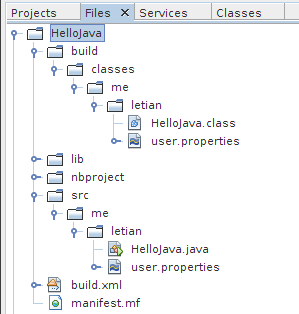 Projects Files X Services Classes
HelloJava
build
classes
me
letian
HelloJava.class
user.properties
lib
nbproject
src
me
letian
HelloJava.java
user.properties
build.xml
manifest.mf